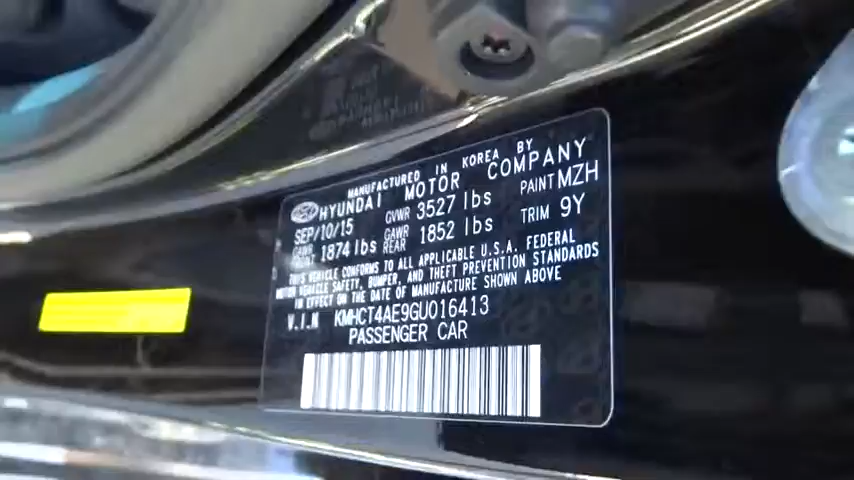 MANUFACTURED IN KOREA BY
HYUNDAI MOTOR COMPANY
SEP/10/15 GVWR 3527 lbs PAINT MZH
GAWR FRONT 1874 lbs GAWR REAR 1852 lbs TRIM 9Y
THIS VEHICLE CONFORMS TO ALL APPLICABLE U.S.A. FEDERAL
MOTOR VEHICLE SAFETY, BUMPER, AND THEFT PREVENTION STANDARDS
IN EFFECT ON THE DATE OF MANUFACTURE SHOWN ABOVE
V.I.N KMHCT4AE9GU016413
PASSENGER CAR